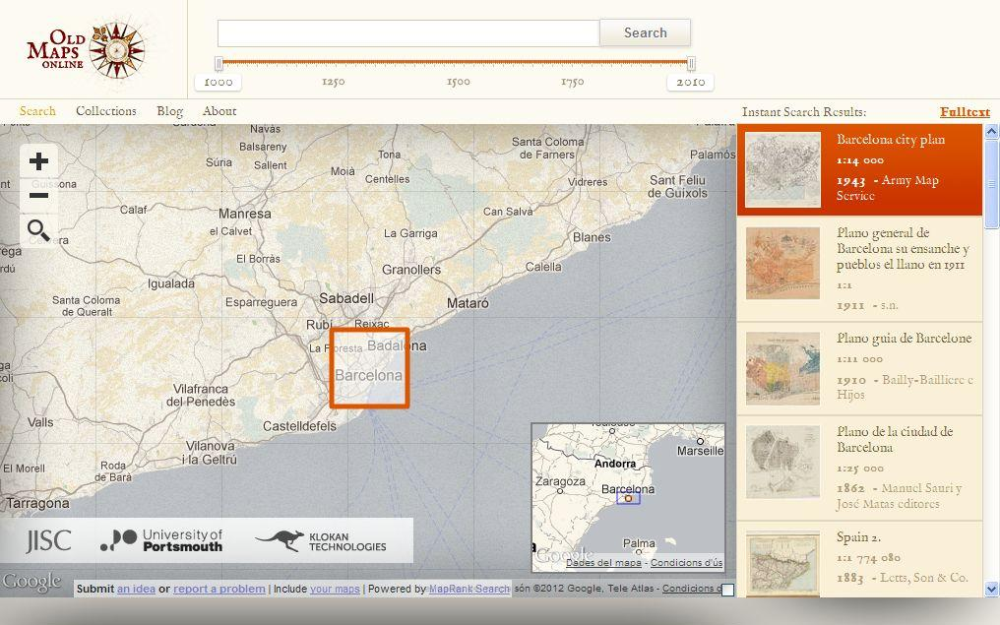 OLD
MAPS
ONLINE
Search
1000
1250
1500
1750
2010
Search
Collections
Blog
About
Instant Search Results:
Fulltext
Navàs
Balsareny
Súria
Sallent
Moià
Tona
Centelles
Santa Coloma
de Farners
Palamós
Vidreres
Sant Feliu
de Guíxols
Guissona
Calaf
Manresa
el Calvet
Can Salvà
La Garriga
Blanes
Cervera
El Borràs
Granollers
Calella
Igualada
Santa Coloma
de Queralt
Esparreguera
Sabadell
Mataró
Rubí
Reixac
La Floresta
Badalona
Barcelona
Vilafranca
del Penedès
Valls
Castelldefels
Vilanova
i la Geltrú
El Morell
Roda
de Barà
Tarragona
Marseille
Andorra
Zaragoza
Barcelona
Palma
Google
Dades del mapa - Condicions d'ús
JISC
University of
Portsmouth
KLOKAN
TECHNOLOGIES
Google
Submit an idea or report a problem | Include your maps | Powered by MapRank Search
són ©2012 Google, Tele Atlas - Condicions d
Barcelona city plan
1:14 000
1943 - Army Map
Service
Plano general de
Barcelona su ensanche y
pueblos el llano en 1911
1:1
1911 - s.n.
Plano guia de Barcelone
1:11 000
1910 - Bailly-Bailliere e
Hijos
Plano de la ciudad de
Barcelona
1:25 000
1862 - Manuel Sauri y
José Matas editores
Spain 2.
1:1 774 080
1883 - Letts, Son & Co.